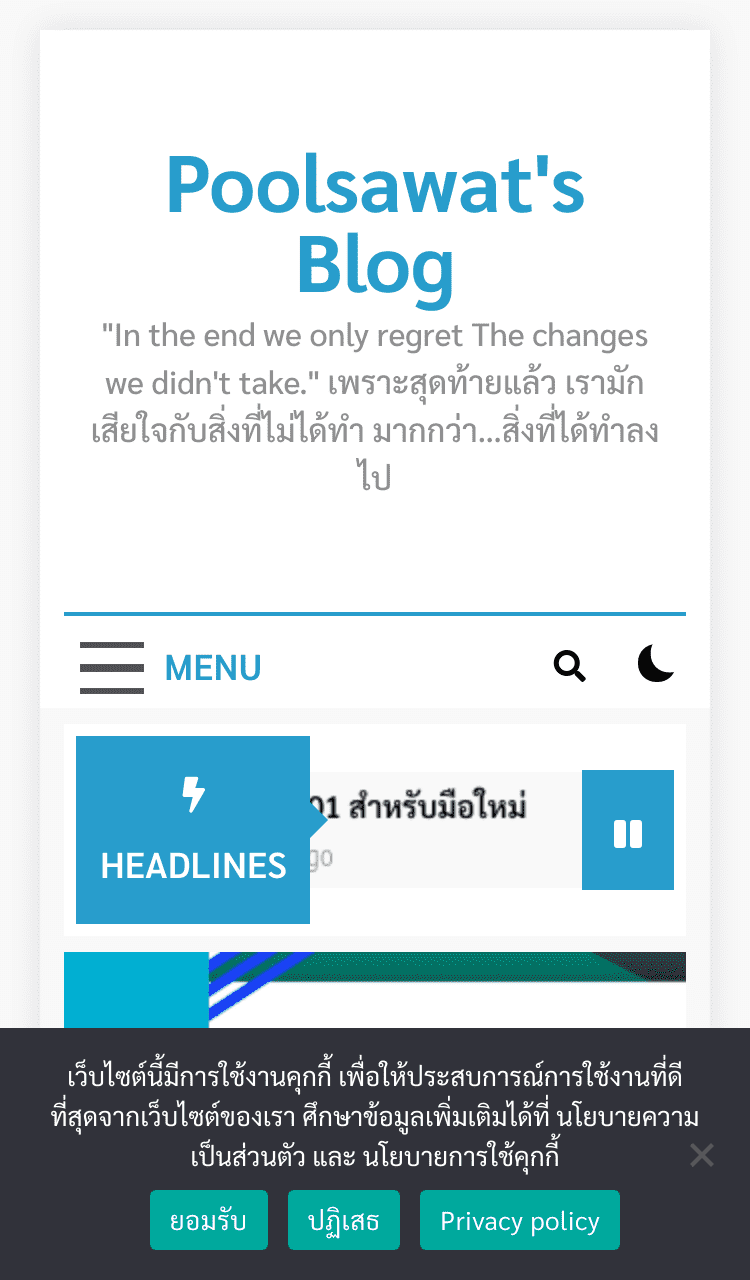 Poolsawat's
Blog
"In the end we only regret The changes
we didn't take." เพราะสุดท้ายแล้ว เรามัก
เสียใจกับสิ่งที่ไม่ได้ทำ มากกว่า...สิ่งที่ได้ทำลง
ไป
MENU
HEADLINES
01 สำหรับมือใหม่
go
เว็บไซต์นี้มีการใช้งานคุกกี้ เพื่อให้ประสบการณ์การใช้งานที่ดี
ที่สุดจากเว็บไซต์ของเรา ศึกษาข้อมูลเพิ่มเติมได้ที่ นโยบายความ
เป็นส่วนตัว และ นโยบายการใช้คุกกี้
ยอมรับ
ปฏิเสธ
Privacy policy